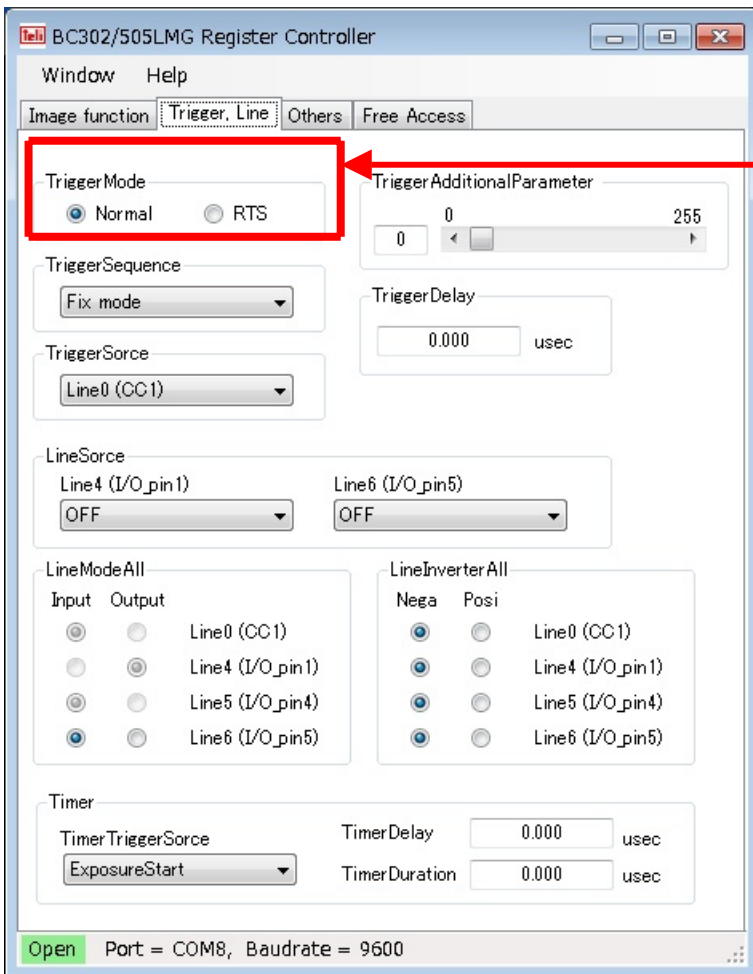 Teli BC302/505LMG Register Controller
Window Help
Image function Trigger, Line Others Free Access
TriggerMode
Normal RTS
TriggerAdditionalParameter
0 255
0
TriggerSequence
Fix mode
TriggerDelay
0.000 usec
TriggerSorce
Line0 (CC1)
LineSorce
Line4 (I/O_pin1) Line6 (I/O_pin5)
OFF OFF
LineModeAll
Input Output
Line0 (CC1)
Line4 (I/O_pin1)
Line5 (I/O_pin4)
Line6 (I/O_pin5)
LineInverterAll
Nega Posi
Line0 (CC1)
Line4 (I/O_pin1)
Line5 (I/O_pin4)
Line6 (I/O_pin5)
Timer
TimerTriggerSorce
ExposureStart
TimerDelay 0.000 usec
TimerDuration 0.000 usec
Open Port = COM8, Baudrate = 9600